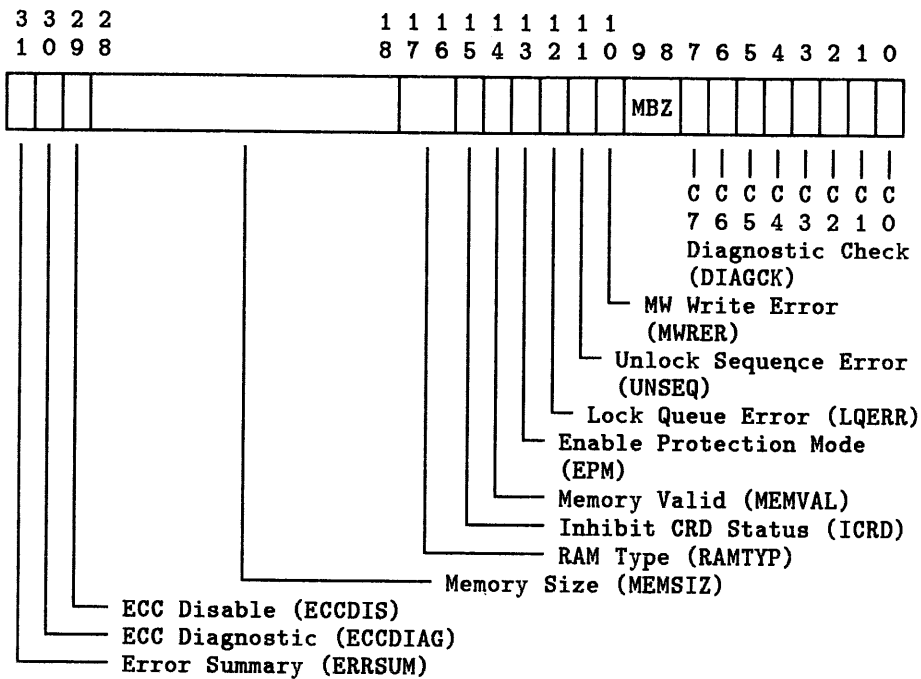 3 3 2 2 1 1 1 1 1 1 1 1 1
1 0 9 8 8 7 6 5 4 3 2 1 0 9 8 7 6 5 4 3 2 1 0
MBZ
C C C C C C C C
7 6 5 4 3 2 1 0
Diagnostic Check
(DIAGCK)
MW Write Error
(MWRER)
Unlock Sequence Error
(UNSEQ)
Lock Queue Error (LQERR)
Enable Protection Mode
(EPM)
Memory Valid (MEMVAL)
Inhibit CRD Status (ICRD)
RAM Type (RAMTYP)
Memory Size (MEMSIZ)
ECC Disable (ECCDIS)
ECC Diagnostic (ECCDIAG)
Error Summary (ERRSUM)